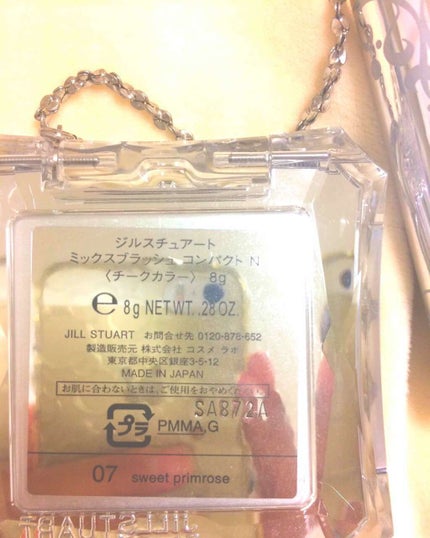 ジルスチュアート
ミックスブラッシュ コンパクト N
〈チークカラー〉 8g
e 8g NET WT. .28 OZ.
JILL STUART お問合せ先 0120-878-652
製造販売元 株式会社 コスメ ラボ
東京都中央区銀座3-5-12
MADE IN JAPAN
お肌に合わないときは、ご使用をおやめください。
SA872A
プラ PMMA,G
07 sweet primrose
JILL STUART